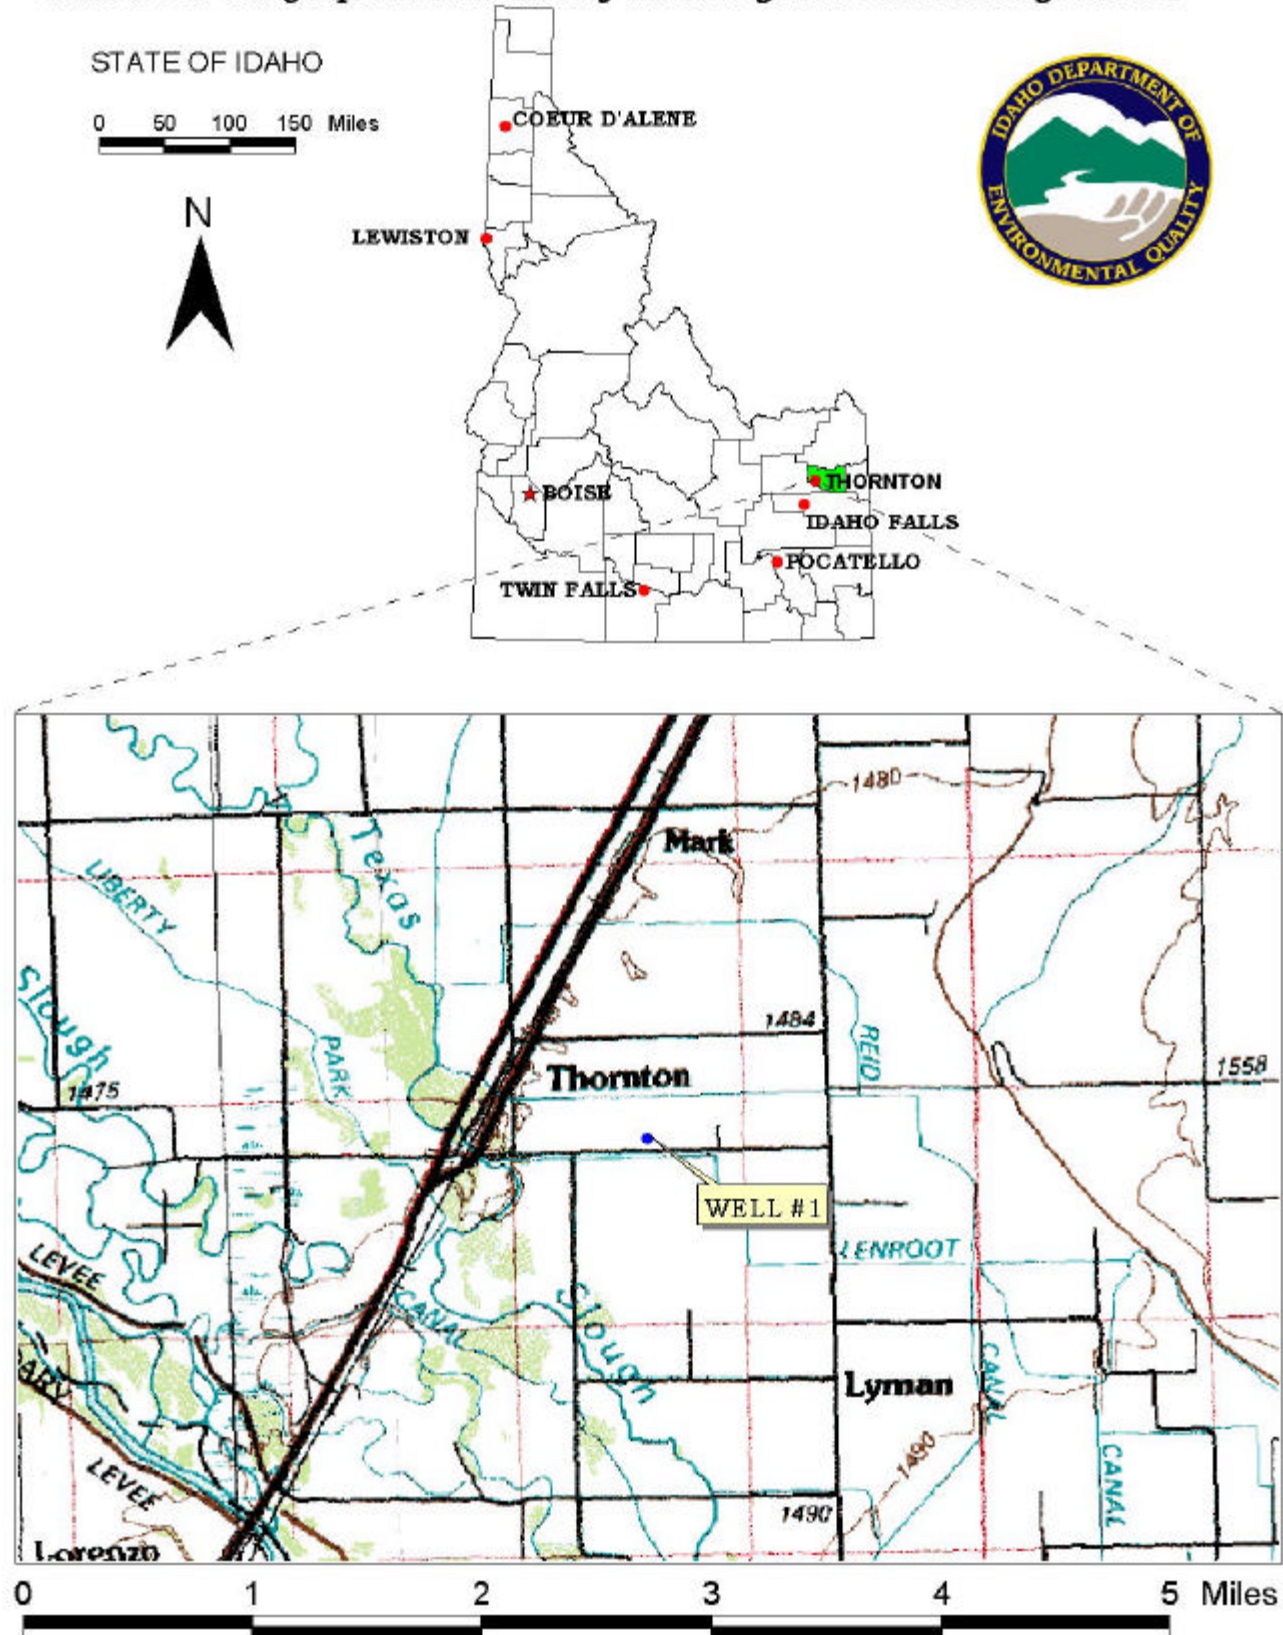 STATE OF IDAHO
0 50 100 150 Miles
N
COEUR D'ALENE
LEWISTON
BOISE
THORNTON
IDAHO FALLS
POCATELLO
TWIN FALLS
IDAHO DEPARTMENT OF
ENVIRONMENTAL QUALITY
1480
Mark
Texas
LIBERTY
Slough
PARK
1484
REID
Thornton
1475
1558
WELL #1
LENROOT
LEVEE
CANAL
Slough
Lyman
CANAL
ARY
LEVEE
1490
CANAL
1490
Lorenzo
0 1 2 3 4 5 Miles